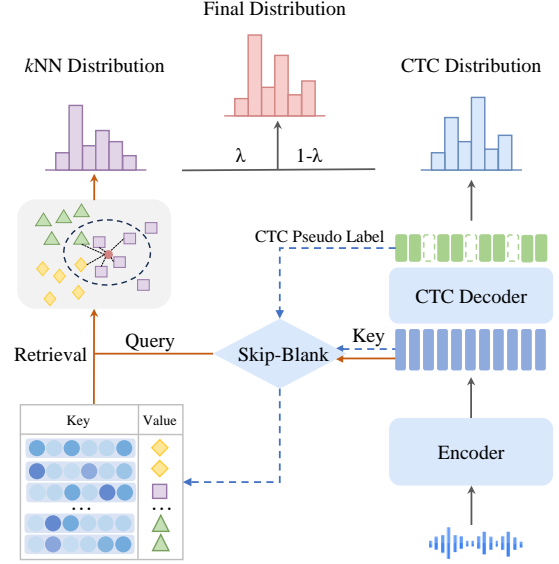 Final Distribution
kNN Distribution
CTC Distribution
λ
1-λ
CTC Pseudo Label
CTC Decoder
Retrieval
Query
Skip-Blank
Key
Key
Value
...
...
Encoder